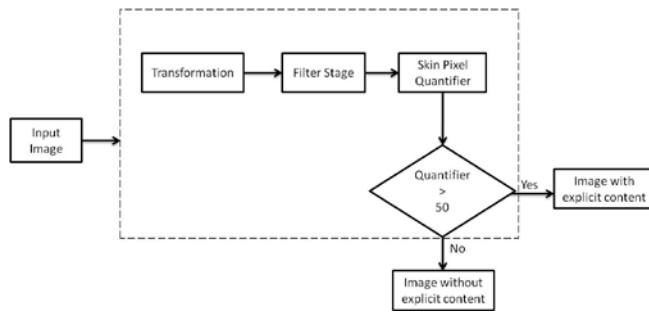 Transformation
Filter Stage
Skin Pixel
Quantifier
Input
Image
Quantifier
>
50
Yes
Image with
explicit content
No
Image without
explicit content